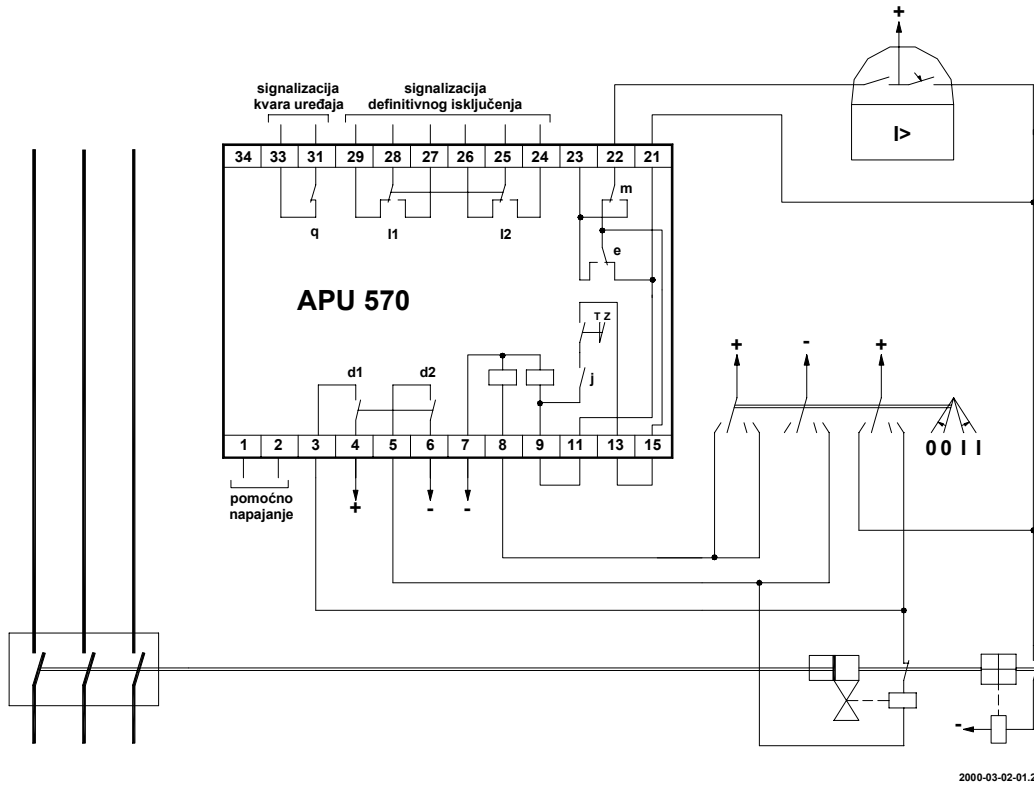 +
signalizacija
kvara uređaja
signalizacija
definitivnog isključenja
I>
34 33 31 29 28 27 26 25 24 23 22 21
m
q l1 l2
e
APU 570
T Z
j
d1 d2
+ - +
1 2 3 4 5 6 7 8 9 11 13 15
0 0 I I
pomoćno
napajanje
+ - -
-
2000-03-02-01.2